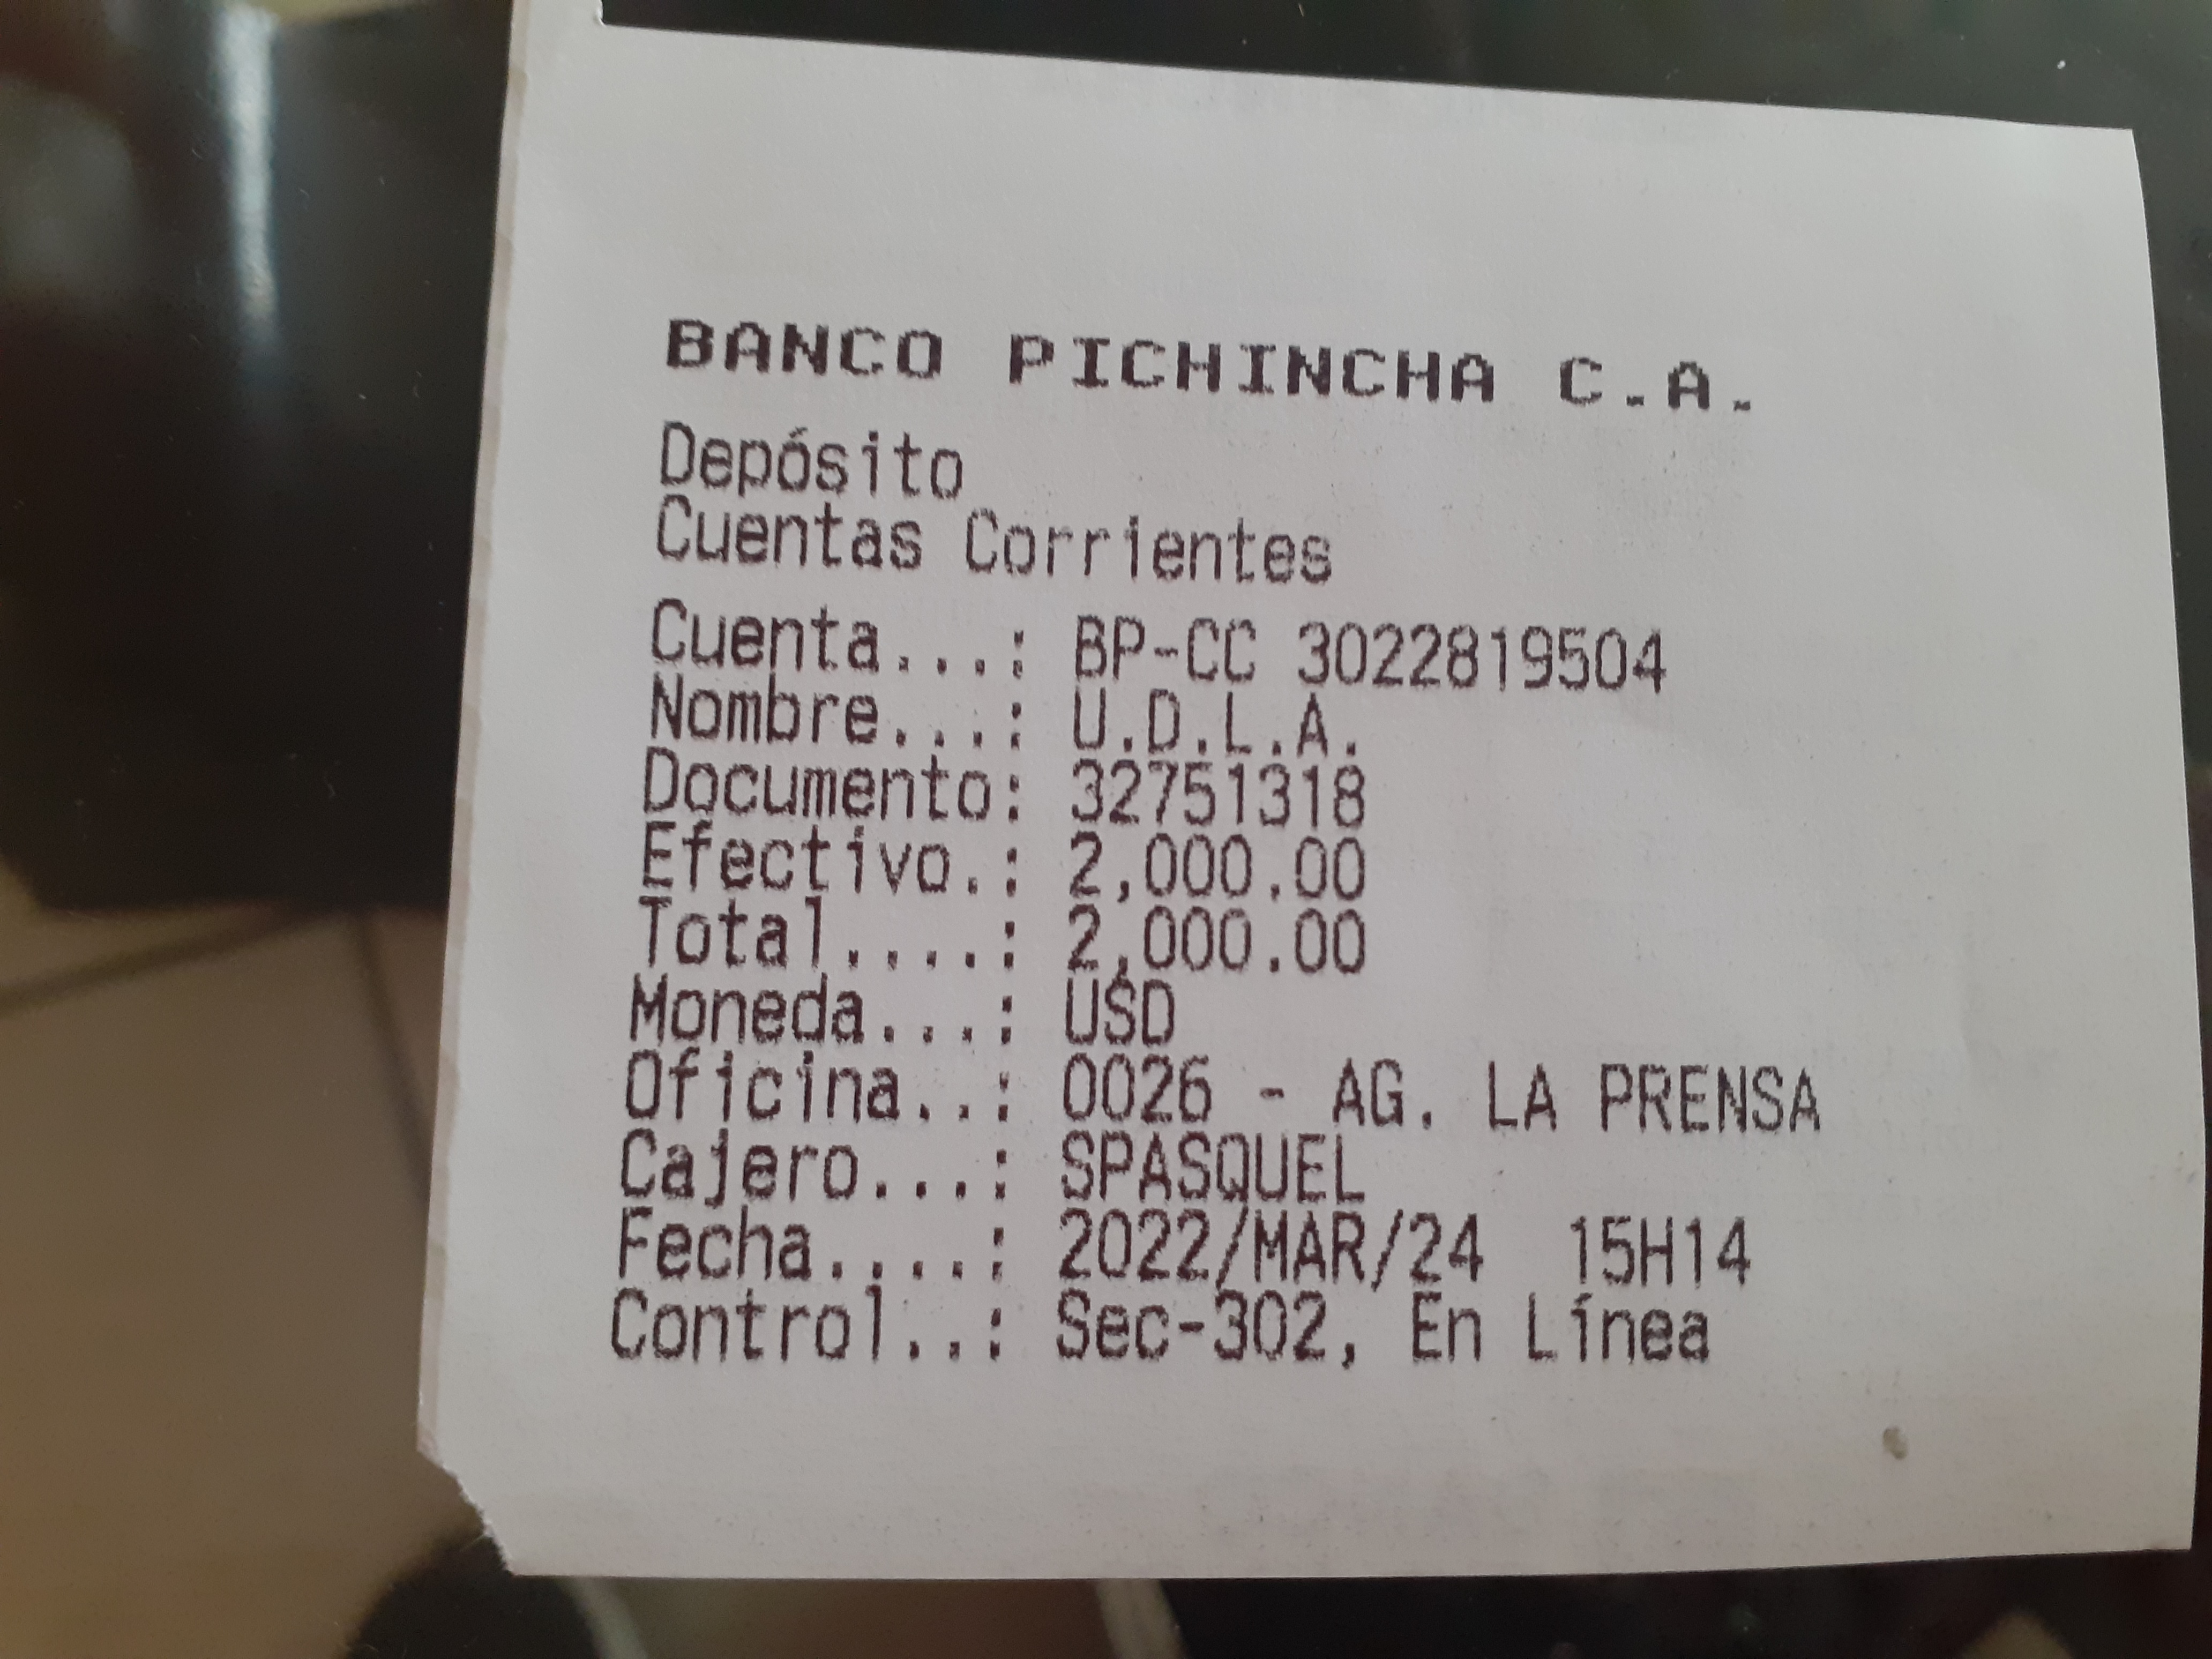 BANCO PICHINCHA C.A.
Depósito
Cuentas Corrientes
Cuenta...: BP-CC 3022819504
Nombre...: U.D.L.A.
Documento: 32751318
Efectivo.: 2,000.00
Total....: 2,000.00
Moneda...: USD
Oficina..: 0026 - AG. LA PRENSA
Cajero...: SPASQUEL
Fecha....: 2022/MAR/24  15H14
Control..: Sec-302, En Línea